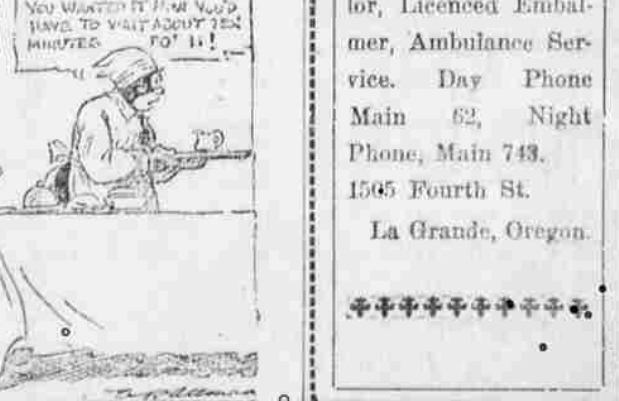 YOU WANTED IT NOW YOU'D
HAVE TO WAIT ABOUT TEN
MINUTES FO' IT!
lor, Licenced Embal-
mer, Ambulance Ser-
vice. Day Phone
Main 62, Night
Phone, Main 743.
1505 Fourth St.
La Grande, Oregon.